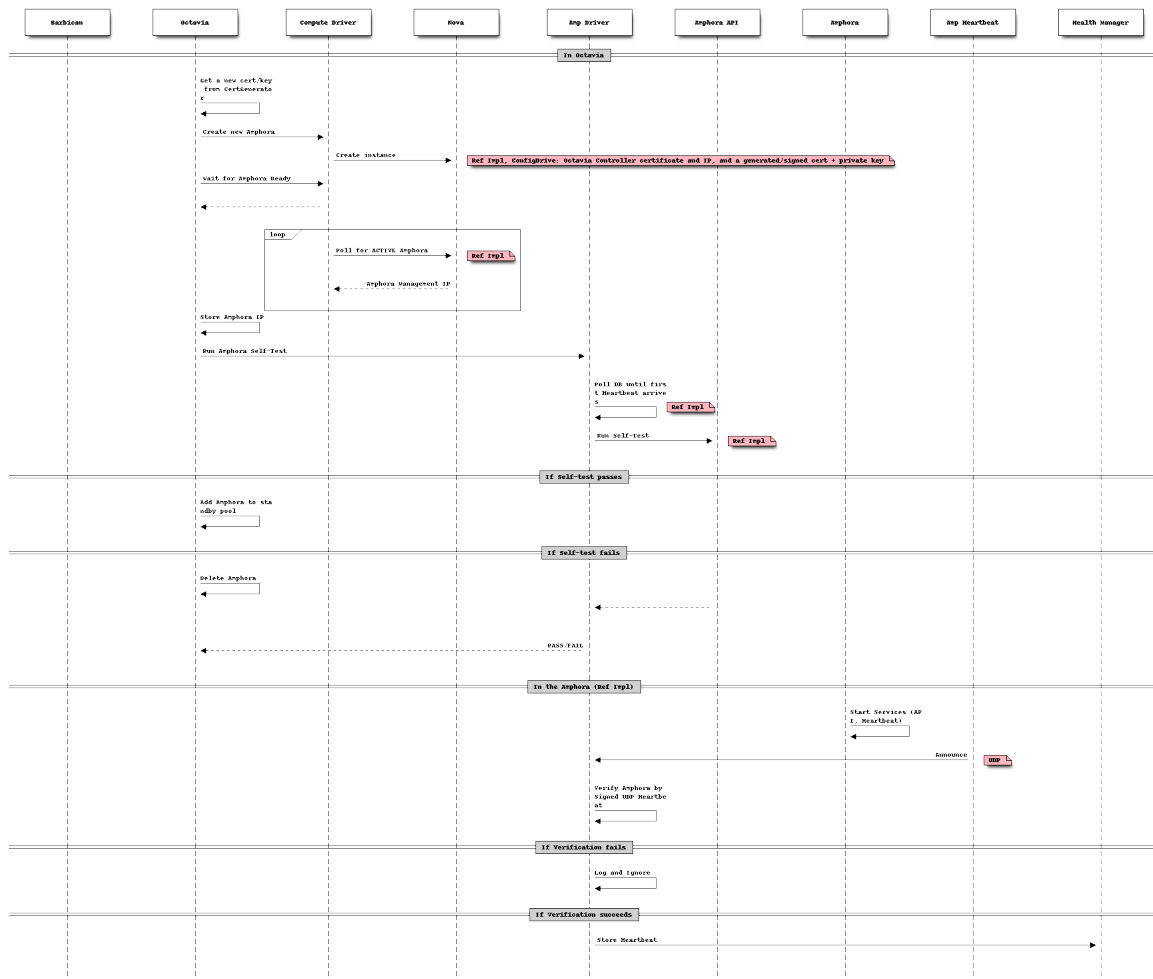 Barbican Octavia Compute Driver Nova Amp Driver Amphora API Amphora Amp Heartbeat Health Manager
In Octavia
Get a new cert/key
from CertGenerato
r
Create new Amphora
Create instance
Ref Impl, ConfigDrive: Octavia Controller certificate and IP, and a generated/signed cert + private key
Wait for Amphora Ready
loop
Poll for ACTIVE Amphora
Ref Impl
Amphora Management IP
Store Amphora IP
Run Amphora Self-Test
Poll DB until firs
t Heartbeat arrive
s
Ref Impl
Run Self-Test
Ref Impl
If Self-test passes
Add Amphora to sta
ndby pool
If Self-test fails
Delete Amphora
PASS/FAIL
In the Amphora (Ref Impl)
Start Services (AP
I, Heartbeat)
Announce
UDP
Verify Amphora by
Signed UDP Heartbe
at
If Verification fails
Log and Ignore
If Verification succeeds
Store Heartbeat